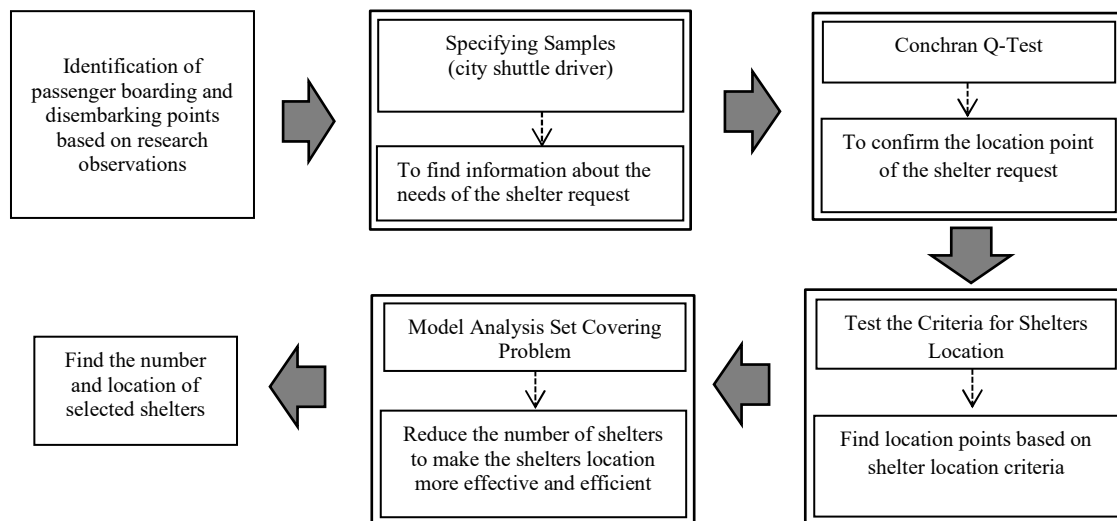 Identification of
passenger boarding and
disembarking points
based on research
observations
Specifying Samples
(city shuttle driver)
To find information about the
needs of the shelter request
Conchran Q-Test
To confirm the location point
of the shelter request
Test the Criteria for Shelters
Location
Find location points based on
shelter location criteria
Model Analysis Set Covering
Problem
Reduce the number of shelters
to make the shelters location
more effective and efficient
Find the number
and location of
selected shelters